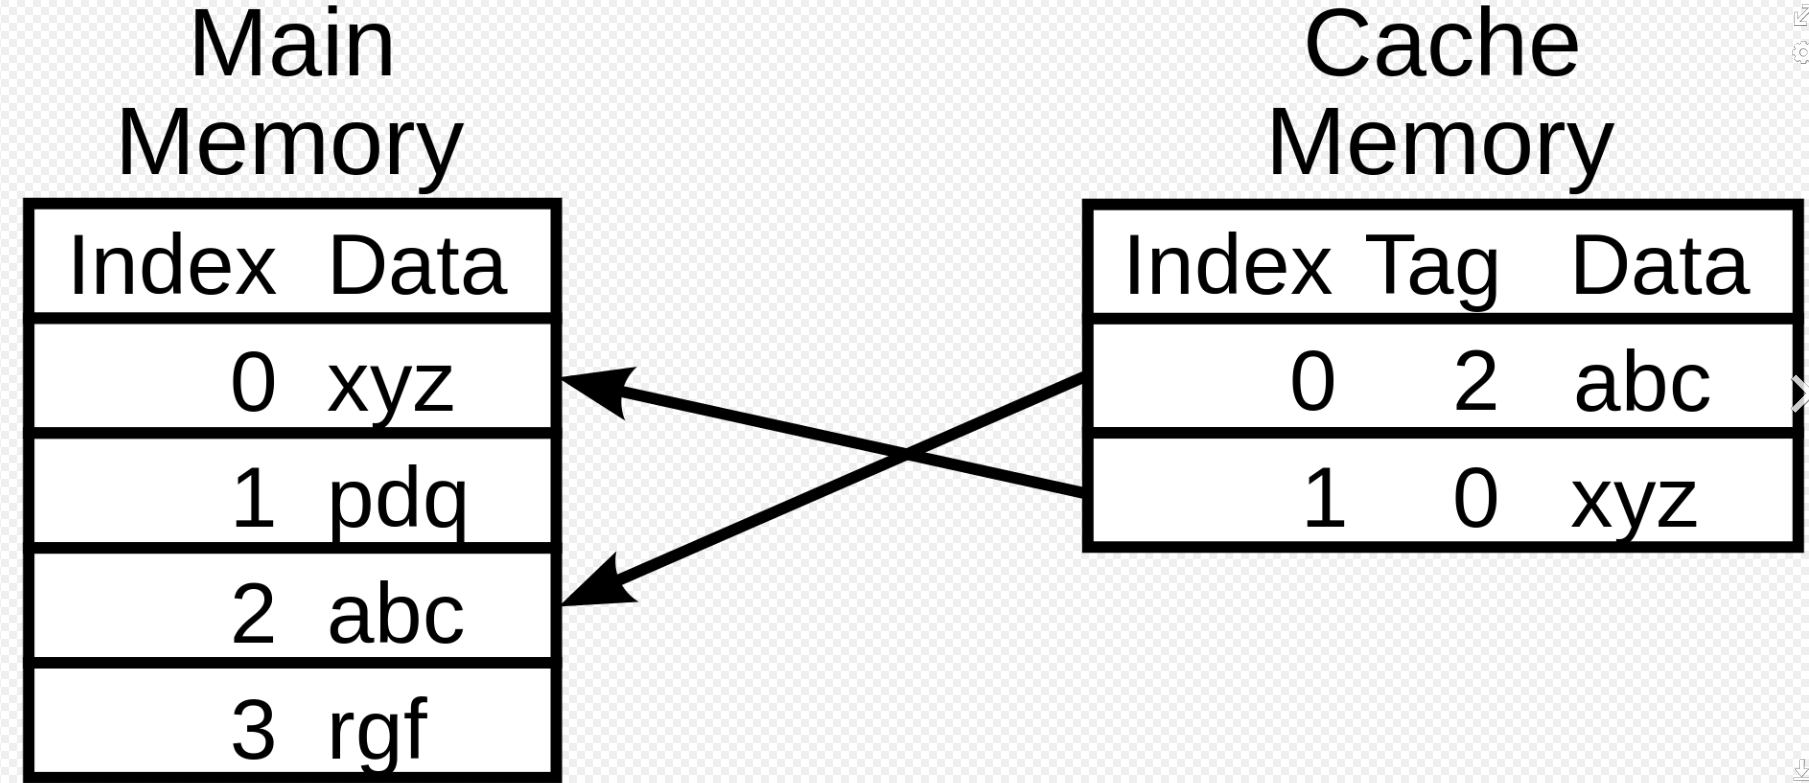 Main
Memory
Index Data
0 xyz
1 pdq
2 abc
3 rgf
Cache
Memory
Index Tag Data
0 2 abc
1 0 xyz